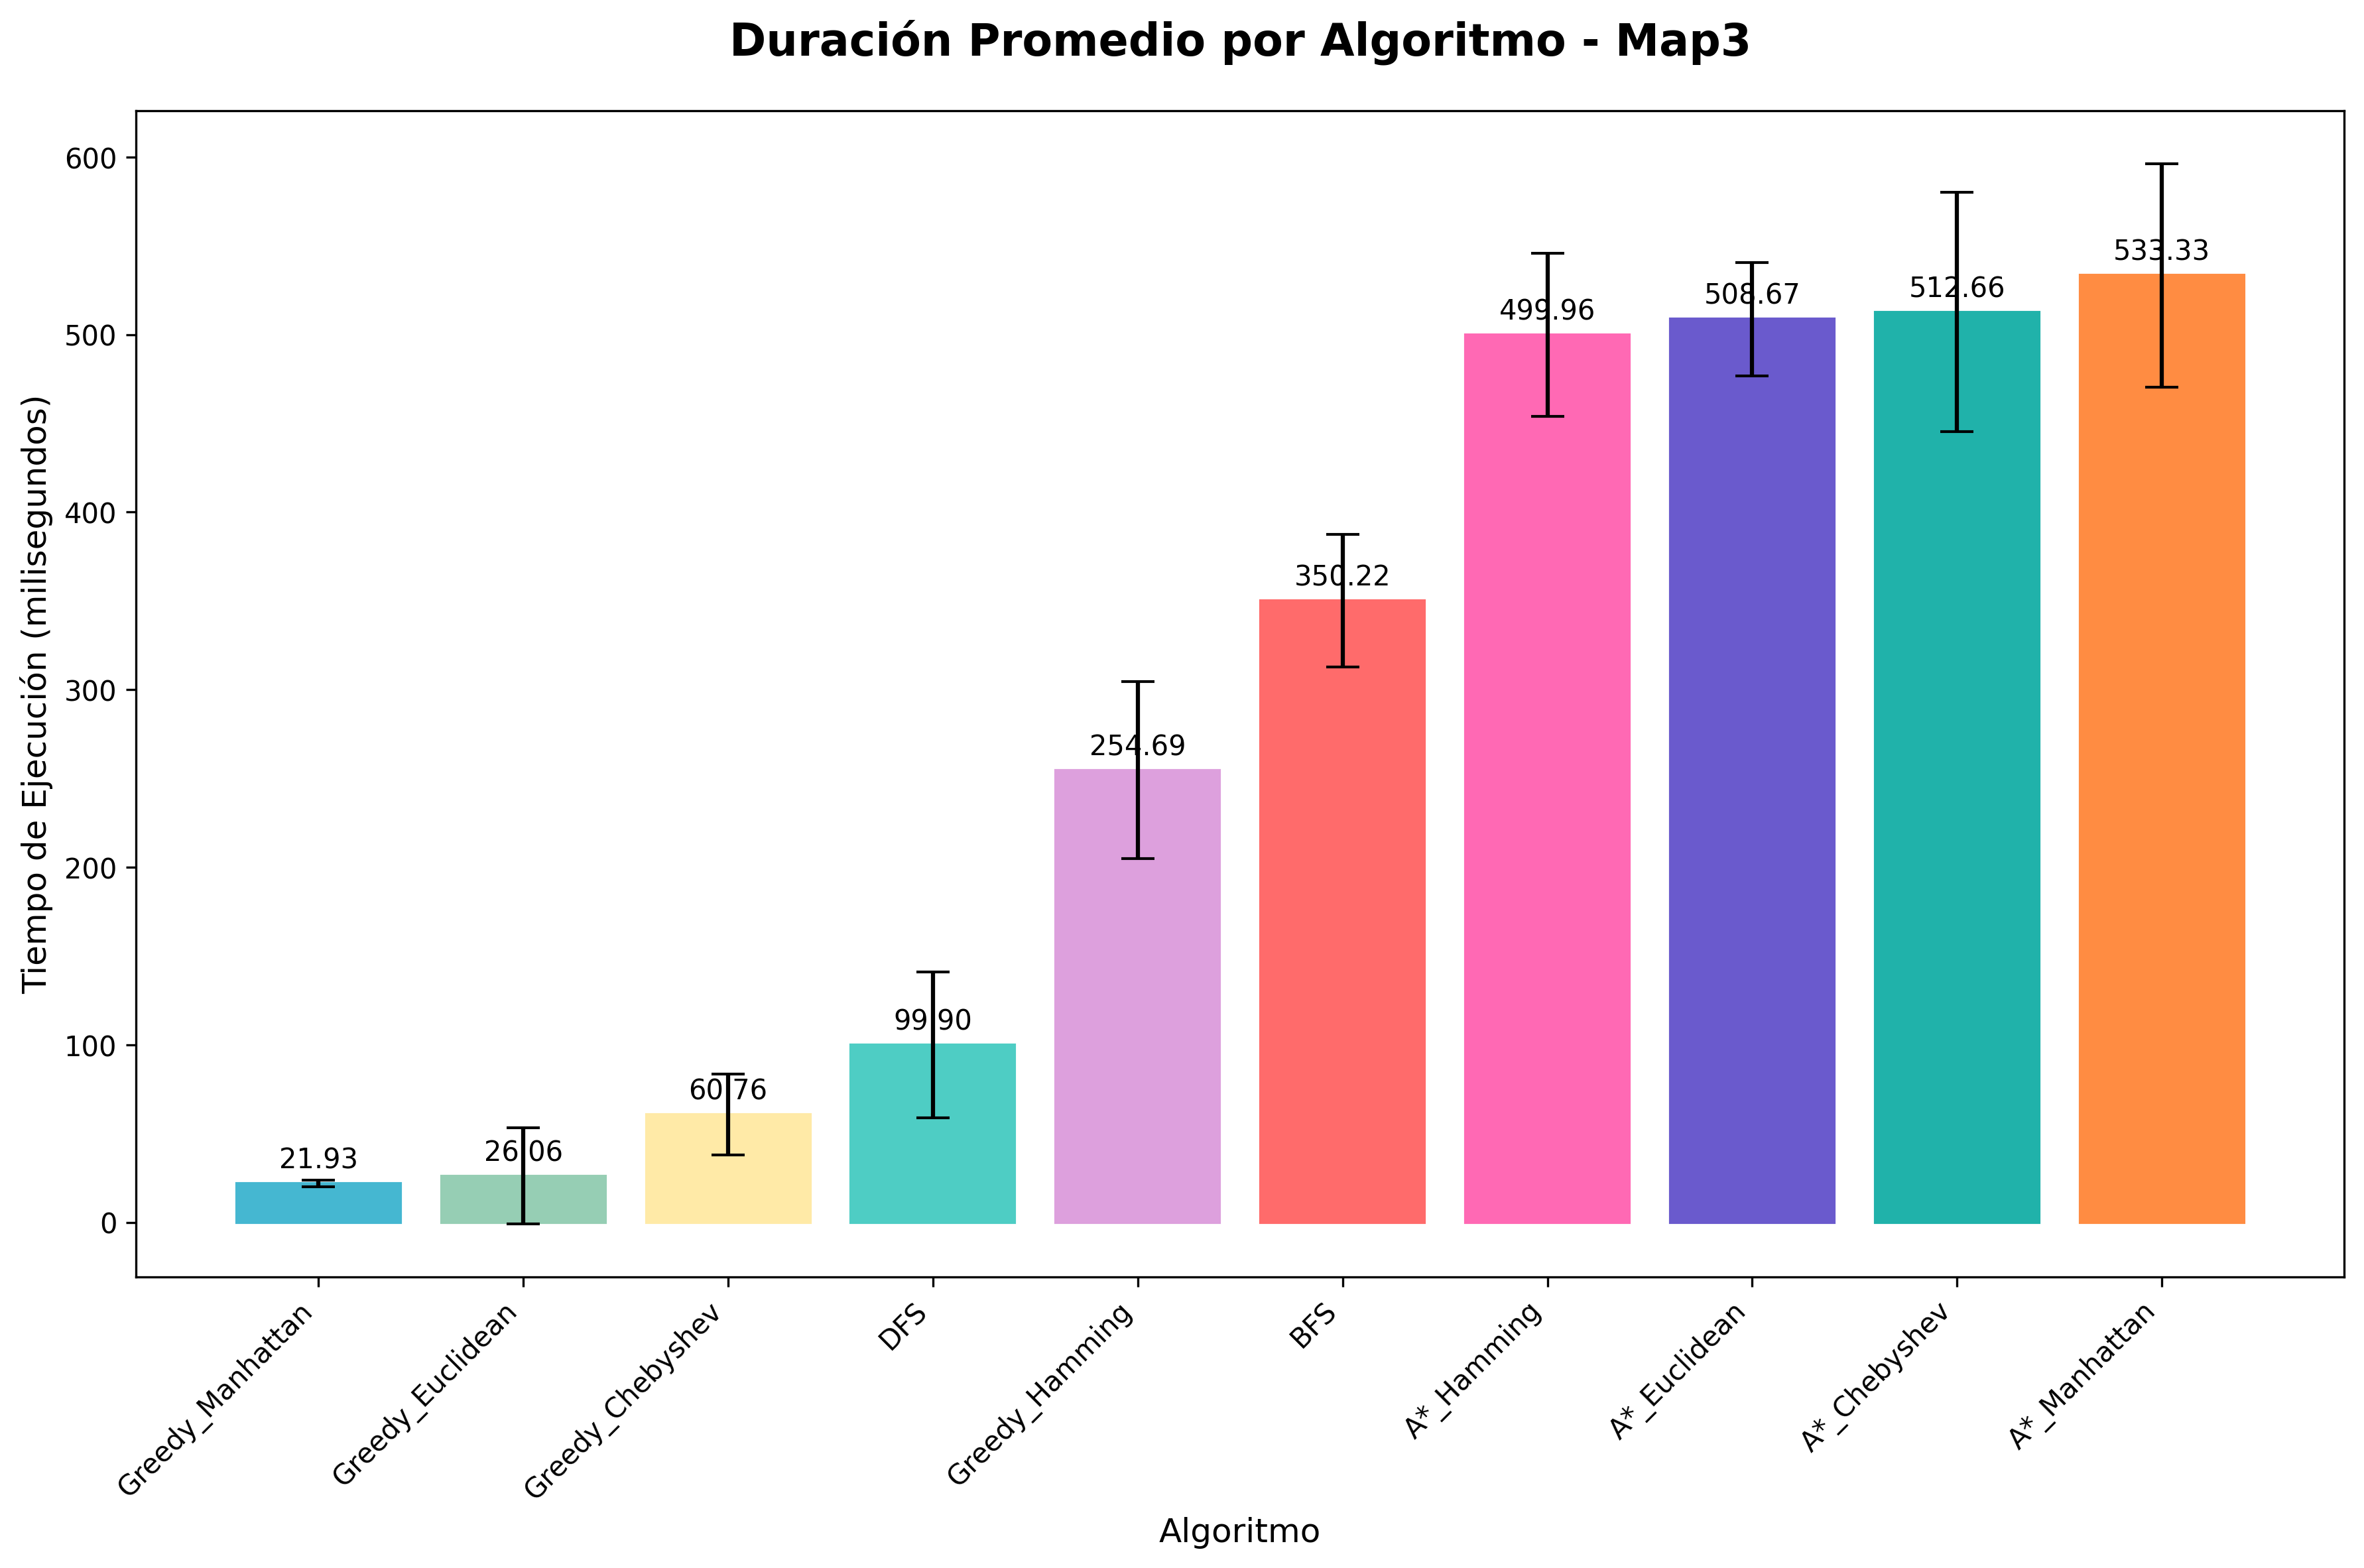 Duración Promedio por Algoritmo - Map3
Tiempo de Ejecución (milisegundos)
600
500
400
300
200
100
0
21.93
26.06
60.76
99.90
254.69
350.22
499.96
508.67
512.66
533.33
Greedy_Manhattan
Greedy_Euclidean
Greedy_Chebyshev
DFS
Greedy_Hamming
BFS
A*_Hamming
A*_Euclidean
A*_Chebyshev
A*_Manhattan
Algoritmo